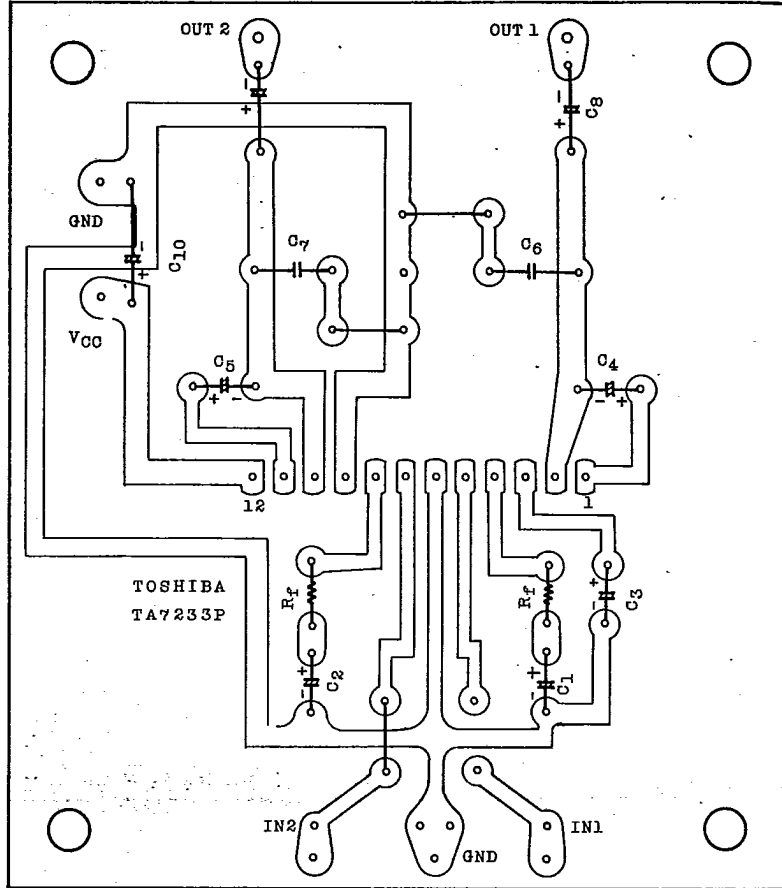 OUT 2
OUT 1
-
+
-
+
C8
GND
-
+
C10
C7
C6
VCC
C5
+ -
C4
- +
12
1
TOSHIBA
TA7233P
Rf
Rf
+
-
C3
+
-
C2
+
-
C1
IN2
GND
IN1